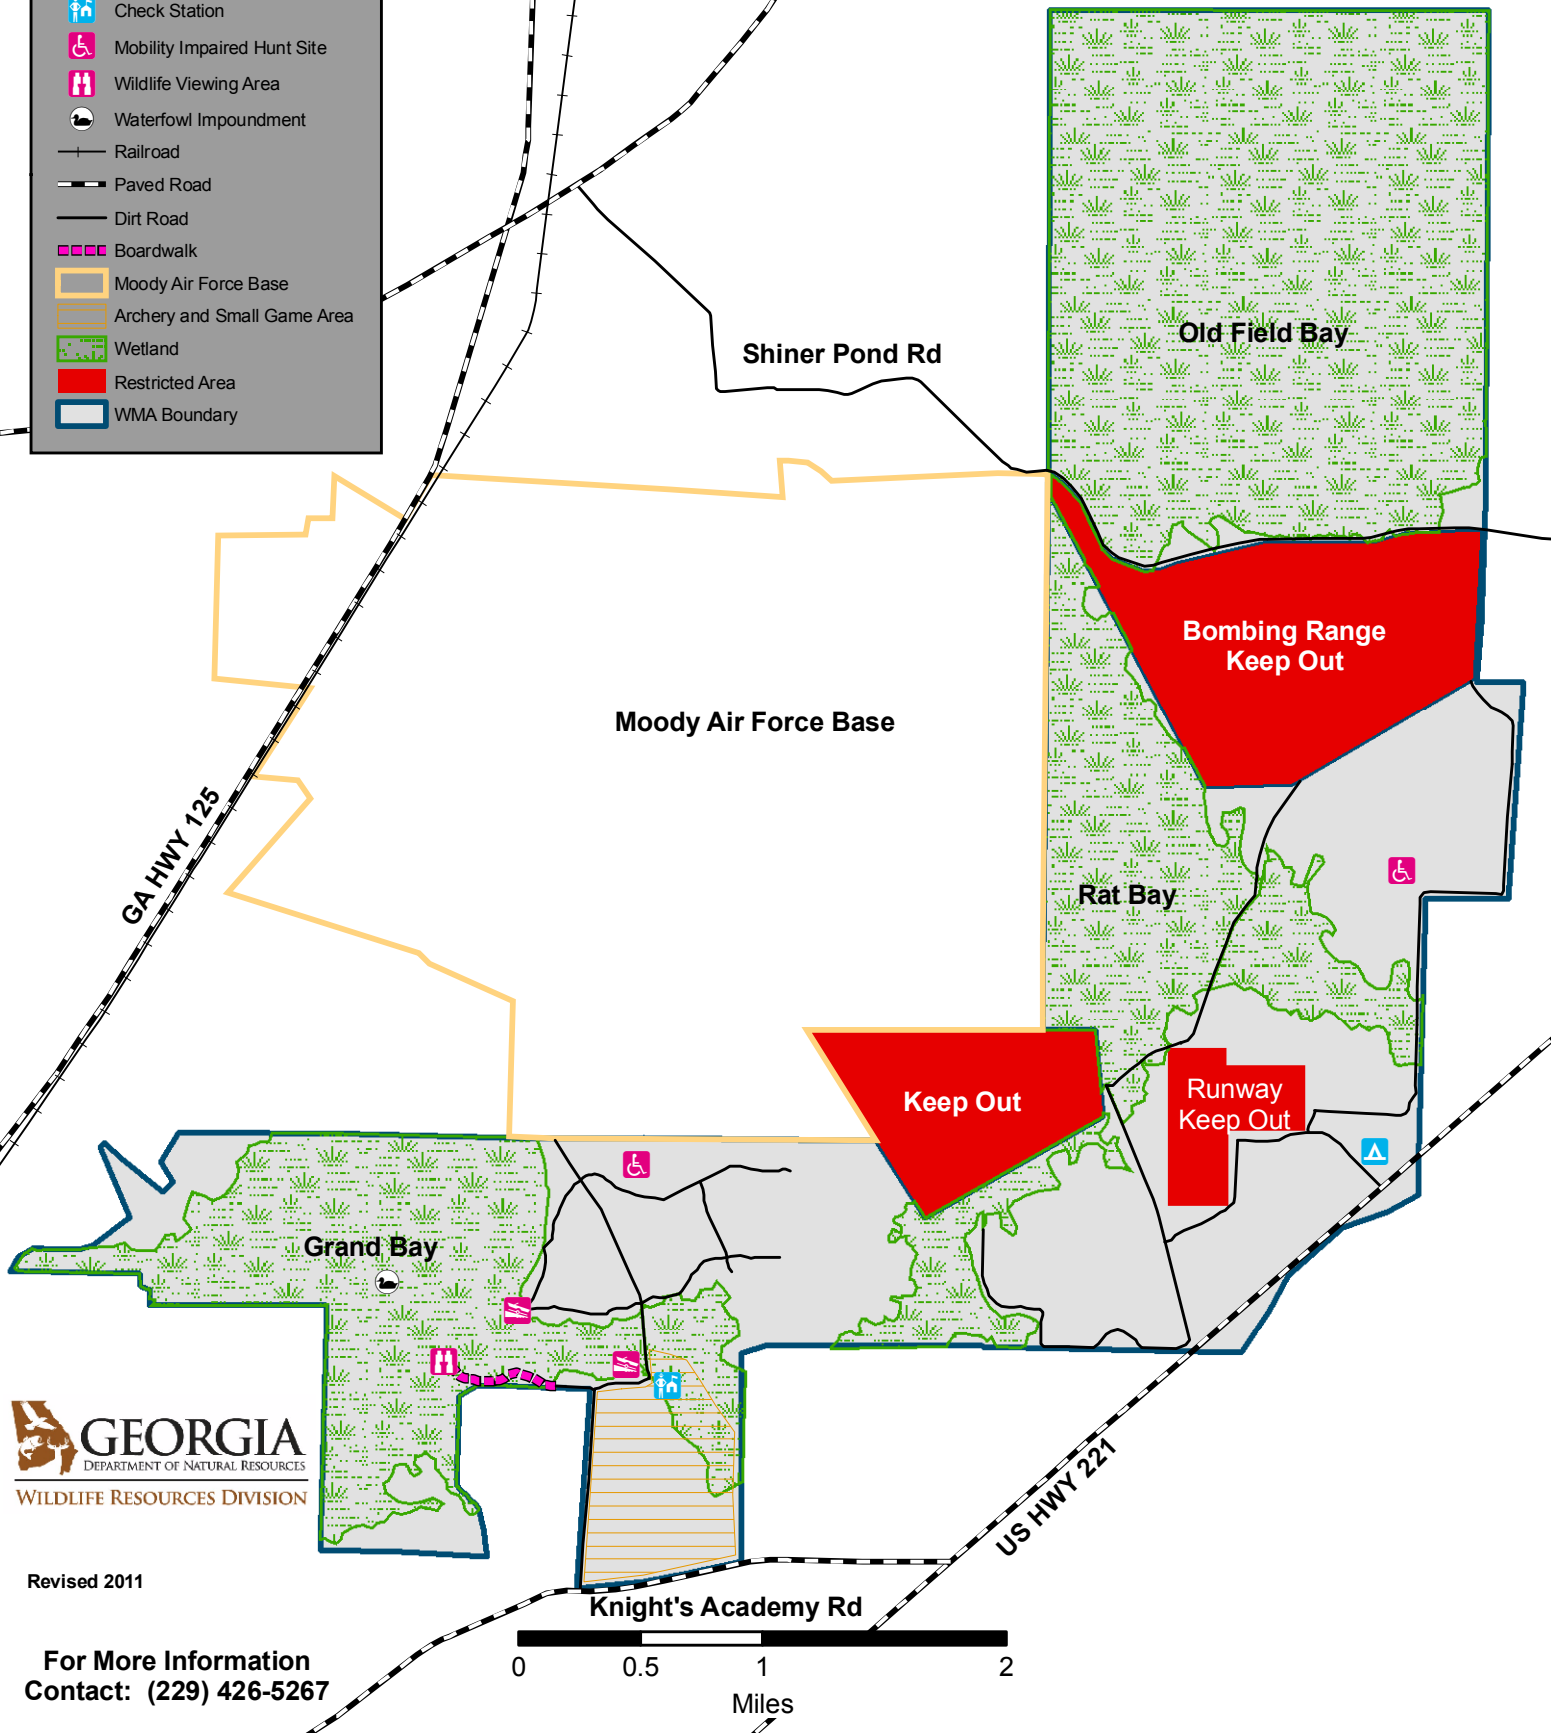 Check Station
Mobility Impaired Hunt Site
Wildlife Viewing Area
Waterfowl Impoundment
Railroad
Paved Road
Dirt Road
Boardwalk
Moody Air Force Base
Archery and Small Game Area
Wetland
Restricted Area
WMA Boundary
Old Field Bay
Shiner Pond Rd
Bombing Range
Keep Out
Moody Air Force Base
GA HWY 125
Rat Bay
Keep Out
Runway
Keep Out
Grand Bay
GEORGIA
DEPARTMENT OF NATURAL RESOURCES
WILDLIFE RESOURCES DIVISION
US HWY 221
Revised 2011
Knight's Academy Rd
For More Information
Contact: (229) 426-5267
0 0.5 1 2
Miles